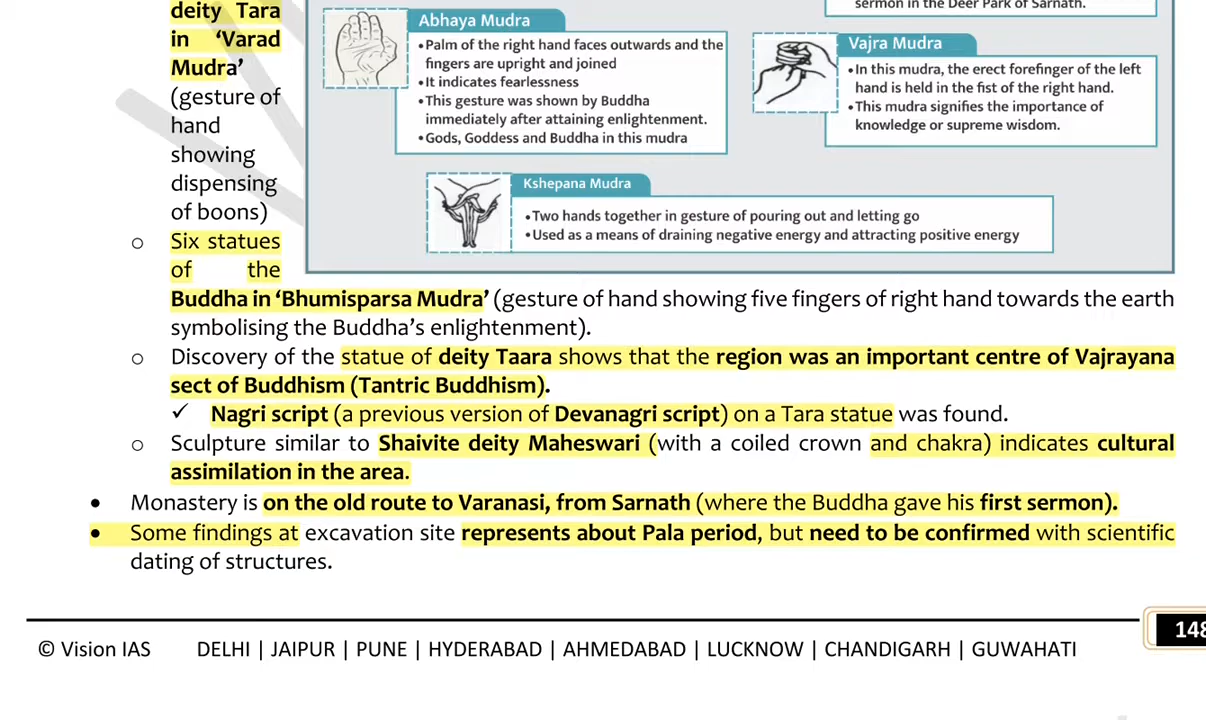 deity Tara
in ‘Varad
Mudra’
(gesture of
hand
showing
dispensing
of boons)
o Six statues
of the
sermon in the Deer Park of Sarnath.
Abhaya Mudra
•Palm of the right hand faces outwards and the
fingers are upright and joined
•It indicates fearlessness
•This gesture was shown by Buddha
immediately after attaining enlightenment.
•Gods, Goddess and Buddha in this mudra
Vajra Mudra
•In this mudra, the erect forefinger of the left
hand is held in the fist of the right hand.
•This mudra signifies the importance of
knowledge or supreme wisdom.
Kshepana Mudra
•Two hands together in gesture of pouring out and letting go
•Used as a means of draining negative energy and attracting positive energy
Buddha in ‘Bhumisparsa Mudra’ (gesture of hand showing five fingers of right hand towards the earth
symbolising the Buddha’s enlightenment).
o Discovery of the statue of deity Taara shows that the region was an important centre of Vajrayana
sect of Buddhism (Tantric Buddhism).
✓ Nagri script (a previous version of Devanagri script) on a Tara statue was found.
o Sculpture similar to Shaivite deity Maheswari (with a coiled crown and chakra) indicates cultural
assimilation in the area.
• Monastery is on the old route to Varanasi, from Sarnath (where the Buddha gave his first sermon).
• Some findings at excavation site represents about Pala period, but need to be confirmed with scientific
dating of structures.
148
© Vision IAS DELHI | JAIPUR | PUNE | HYDERABAD | AHMEDABAD | LUCKNOW | CHANDIGARH | GUWAHATI